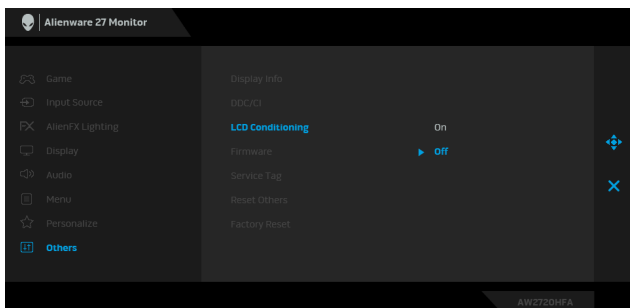 Alienware 27 Monitor
Game
Input Source
AlienFX Lighting
Display
Audio
Menu
Personalize
Others
Display Info
DDC/CI
LCD Conditioning On
Firmware Off
Service Tag
Reset Others
Factory Reset
AW2720HFA